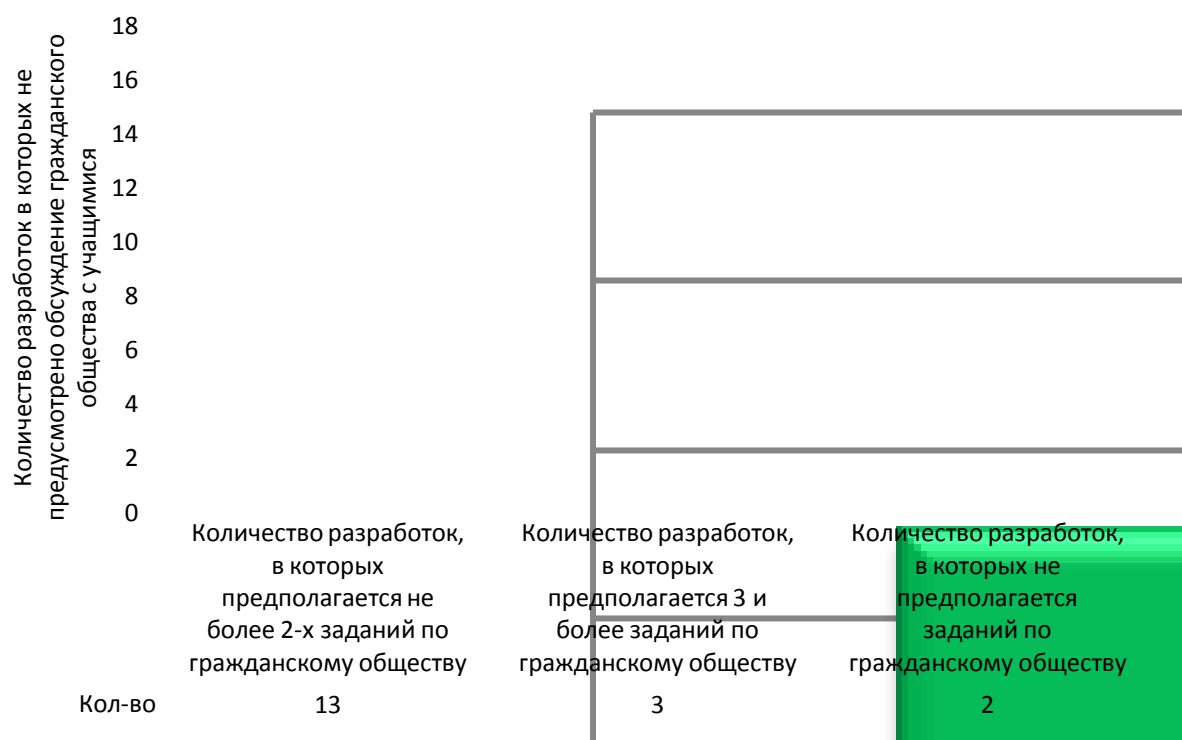 Количество разработок в которых не
предусмотрено обсуждение гражданского
общества с учащимися
18
16
14
12
10
8
6
4
2
0
Количество разработок,
в которых
предполагается не
более 2-х заданий по
гражданскому обществу
Количество разработок,
в которых
предполагается 3 и
более заданий по
гражданскому обществу
Количество разработок,
в которых не
предполагается
заданий по
гражданскому обществу
Кол-во 13 3 2